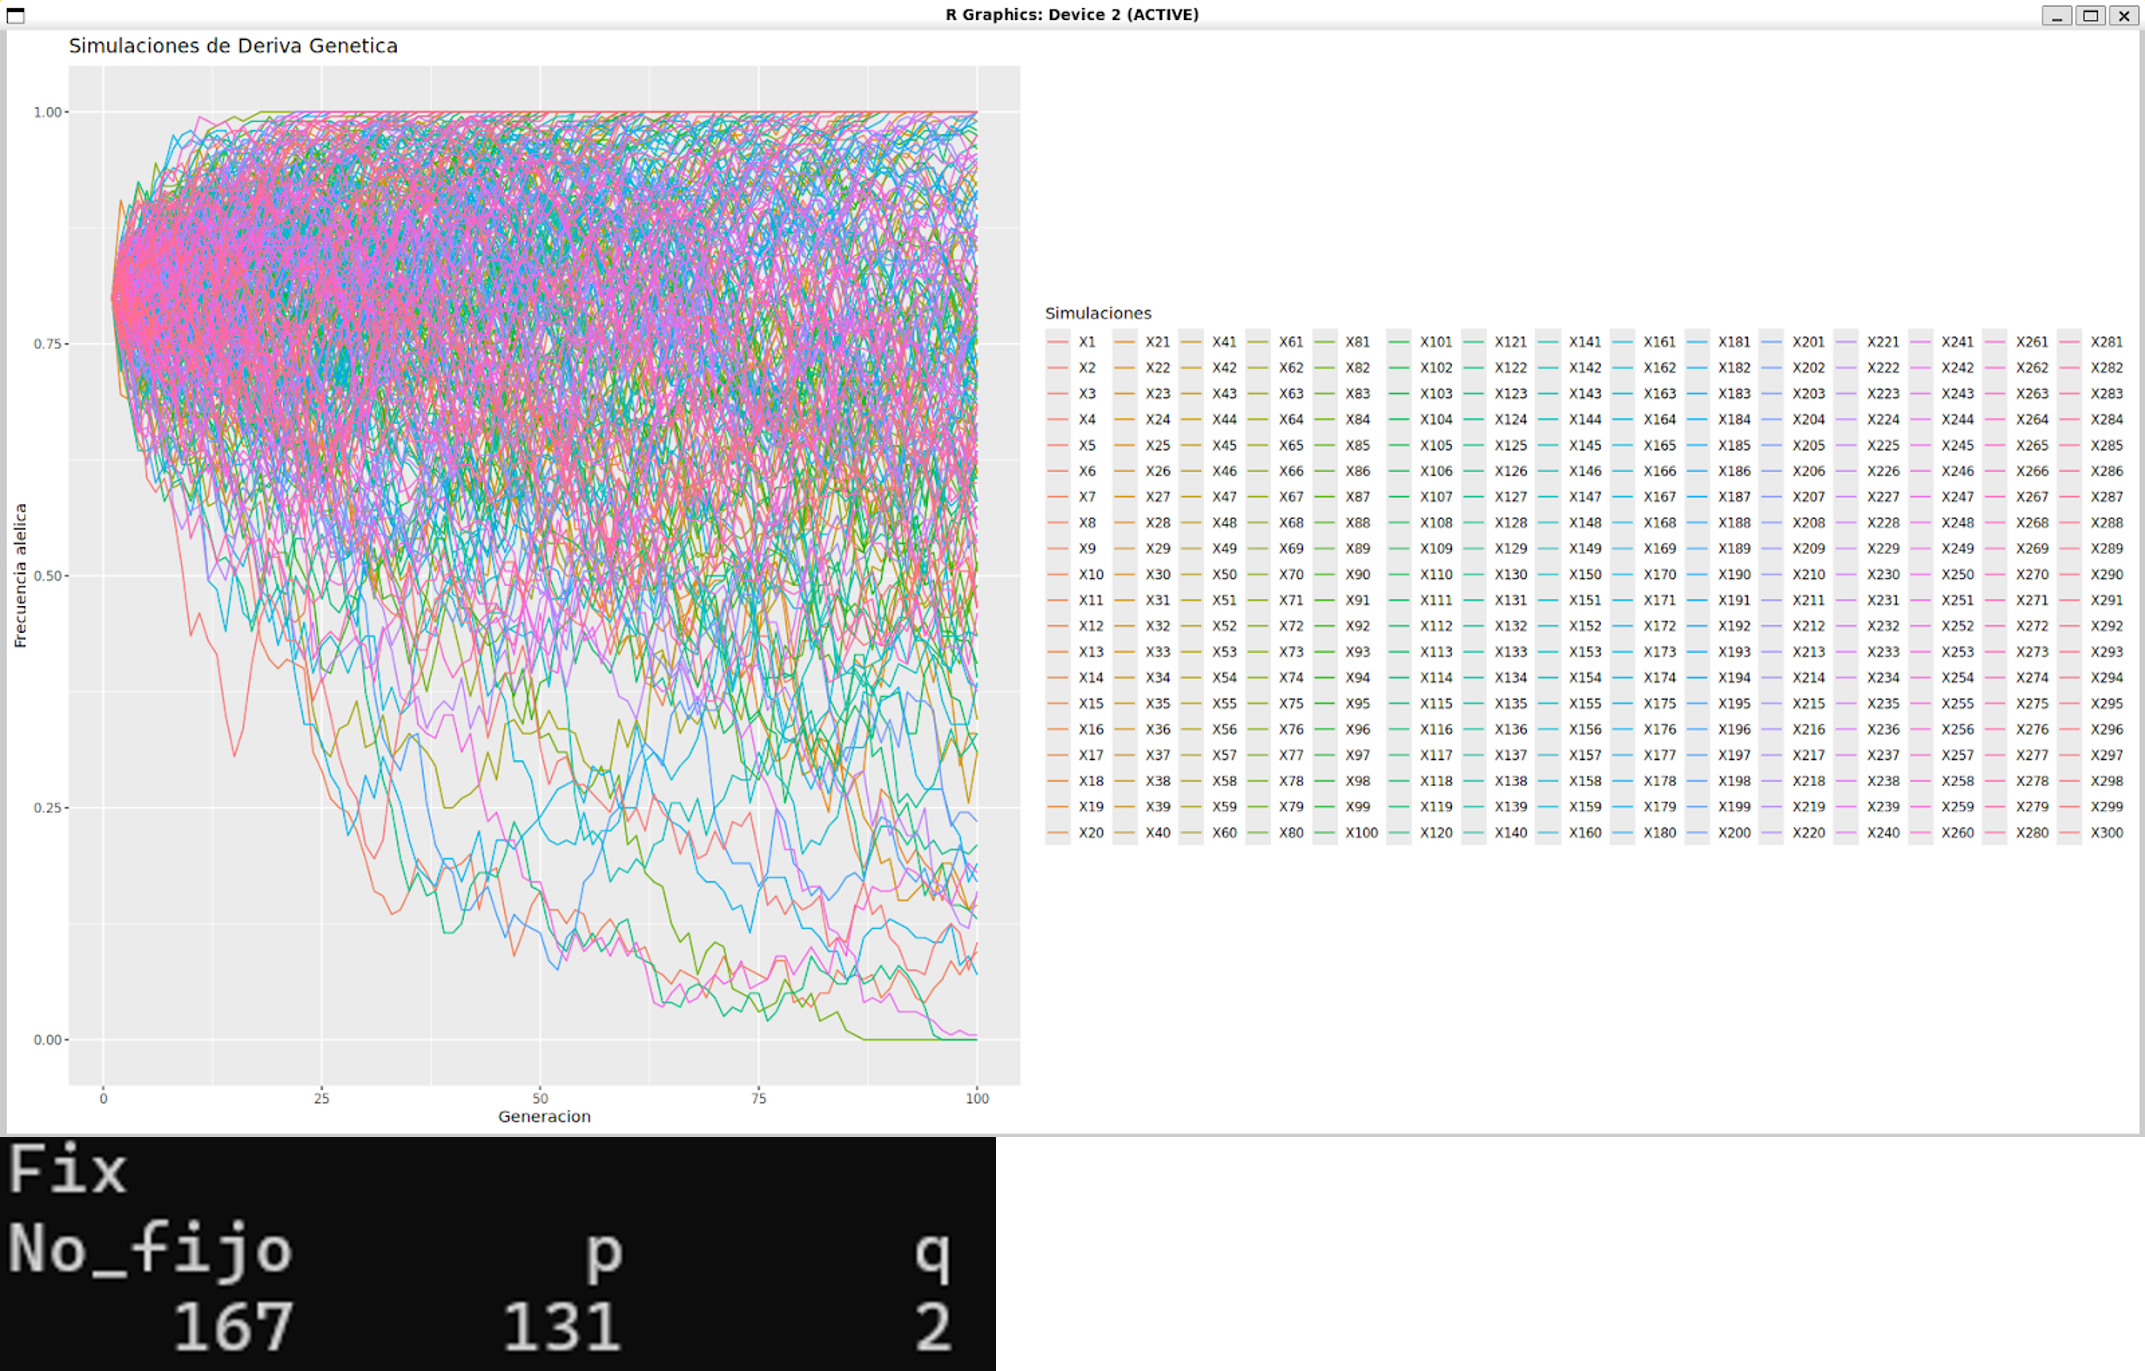 R Graphics: Device 2 (ACTIVE)
Simulaciones de Deriva Genetica
1.00
0.75
0.50
0.25
0.00
Frecuencia alelica
0 25 50 75 100
Generacion
Simulaciones
X1 X21 X41 X61 X81 X101 X121 X141 X161 X181 X201 X221 X241 X261 X281
X2 X22 X42 X62 X82 X102 X122 X142 X162 X182 X202 X222 X242 X262 X282
X3 X23 X43 X63 X83 X103 X123 X143 X163 X183 X203 X223 X243 X263 X283
X4 X24 X44 X64 X84 X104 X124 X144 X164 X184 X204 X224 X244 X264 X284
X5 X25 X45 X65 X85 X105 X125 X145 X165 X185 X205 X225 X245 X265 X285
X6 X26 X46 X66 X86 X106 X126 X146 X166 X186 X206 X226 X246 X266 X286
X7 X27 X47 X67 X87 X107 X127 X147 X167 X187 X207 X227 X247 X267 X287
X8 X28 X48 X68 X88 X108 X128 X148 X168 X188 X208 X228 X248 X268 X288
X9 X29 X49 X69 X89 X109 X129 X149 X169 X189 X209 X229 X249 X269 X289
X10 X30 X50 X70 X90 X110 X130 X150 X170 X190 X210 X230 X250 X270 X290
X11 X31 X51 X71 X91 X111 X131 X151 X171 X191 X211 X231 X251 X271 X291
X12 X32 X52 X72 X92 X112 X132 X152 X172 X192 X212 X232 X252 X272 X292
X13 X33 X53 X73 X93 X113 X133 X153 X173 X193 X213 X233 X253 X273 X293
X14 X34 X54 X74 X94 X114 X134 X154 X174 X194 X214 X234 X254 X274 X294
X15 X35 X55 X75 X95 X115 X135 X155 X175 X195 X215 X235 X255 X275 X295
X16 X36 X56 X76 X96 X116 X136 X156 X176 X196 X216 X236 X256 X276 X296
X17 X37 X57 X77 X97 X117 X137 X157 X177 X197 X217 X237 X257 X277 X297
X18 X38 X58 X78 X98 X118 X138 X158 X178 X198 X218 X238 X258 X278 X298
X19 X39 X59 X79 X99 X119 X139 X159 X179 X199 X219 X239 X259 X279 X299
X20 X40 X60 X80 X100 X120 X140 X160 X180 X200 X220 X240 X260 X280 X300
Fix
No_fijo p q
167 131 2